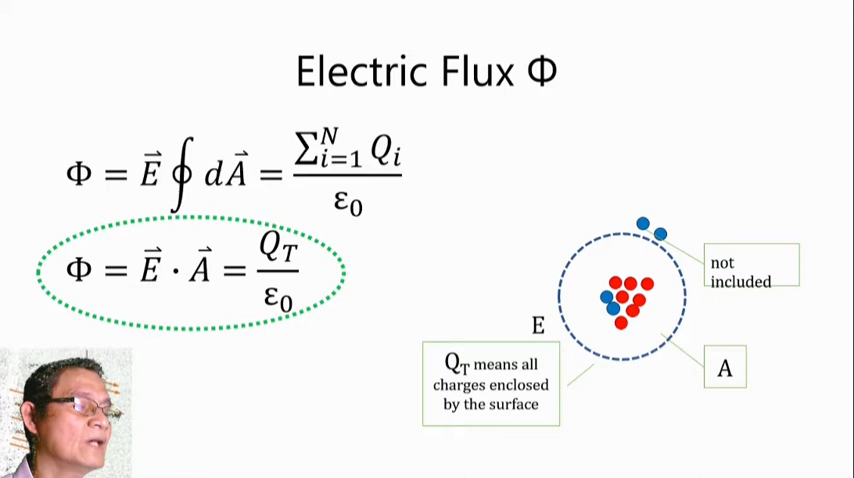 Electric Flux Φ
Φ = E⃗ ∮ dA⃗ = ∑ᵢ₌₁ᴺ Qᵢ / ε₀
Φ = E⃗ · A⃗ = Q_T / ε₀
not
included
E
Q_T means all
charges enclosed
by the surface
A